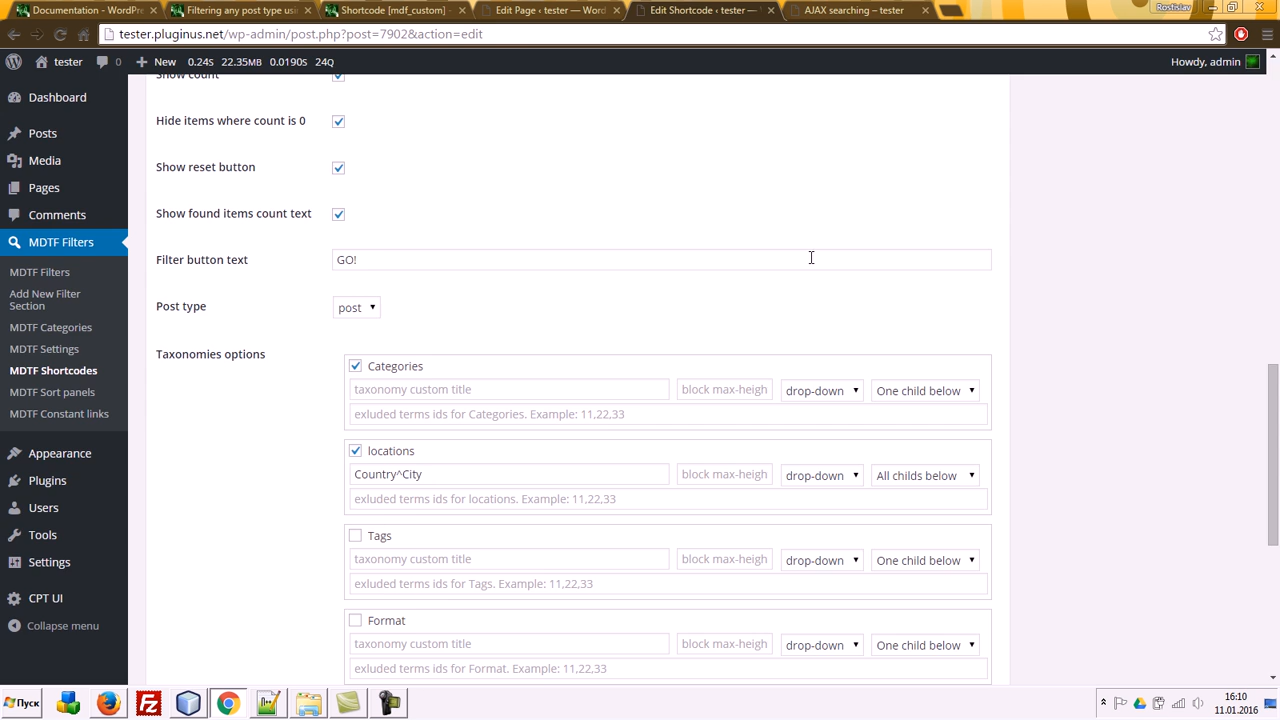 Documentation - WordPre
Filtering any post type usi
Shortcode [mdf_custom] -
Edit Page ‹ tester — Word
Edit Shortcode ‹ tester —
AJAX searching – tester
Rostislav
tester.pluginus.net/wp-admin/post.php?post=7902&action=edit
tester
0
New
0.24s
22.35MB
0.0190s
24Q
Howdy, admin
Dashboard
Posts
Media
Pages
Comments
MDTF Filters
MDTF Filters
Add New Filter
Section
MDTF Categories
MDTF Settings
MDTF Shortcodes
MDTF Sort panels
MDTF Constant links
Appearance
Plugins
Users
Tools
Settings
CPT UI
Collapse menu
Show count
Hide items where count is 0
Show reset button
Show found items count text
Filter button text
GO!
Post type
post
Taxonomies options
Categories
taxonomy custom title
block max-heigh
drop-down
One child below
exluded terms ids for Categories. Example: 11,22,33
locations
Country^City
block max-heigh
drop-down
All childs below
exluded terms ids for locations. Example: 11,22,33
Tags
taxonomy custom title
block max-heigh
drop-down
One child below
exluded terms ids for Tags. Example: 11,22,33
Format
taxonomy custom title
block max-heigh
drop-down
One child below
exluded terms ids for Format. Example: 11,22,33
Пуск
16:10
11.01.2016